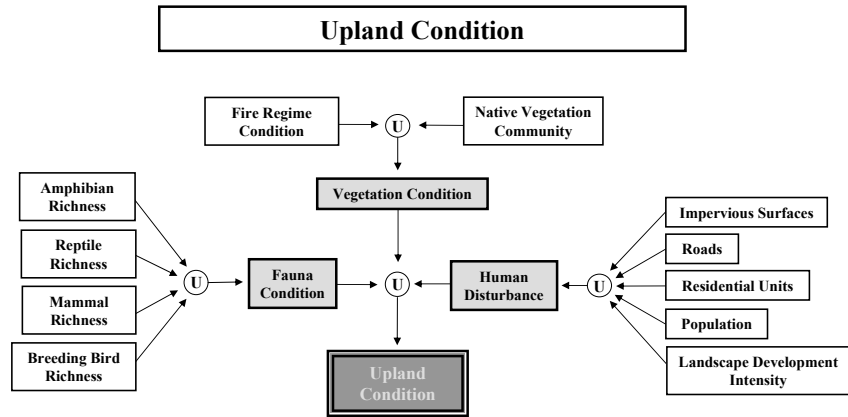 Upland Condition
Fire Regime
Condition
U
Native Vegetation
Community
Vegetation Condition
Amphibian
Richness
Reptile
Richness
Mammal
Richness
Breeding Bird
Richness
U
Fauna
Condition
U
Human
Disturbance
U
Impervious Surfaces
Roads
Residential Units
Population
Landscape Development
Intensity
Upland
Condition